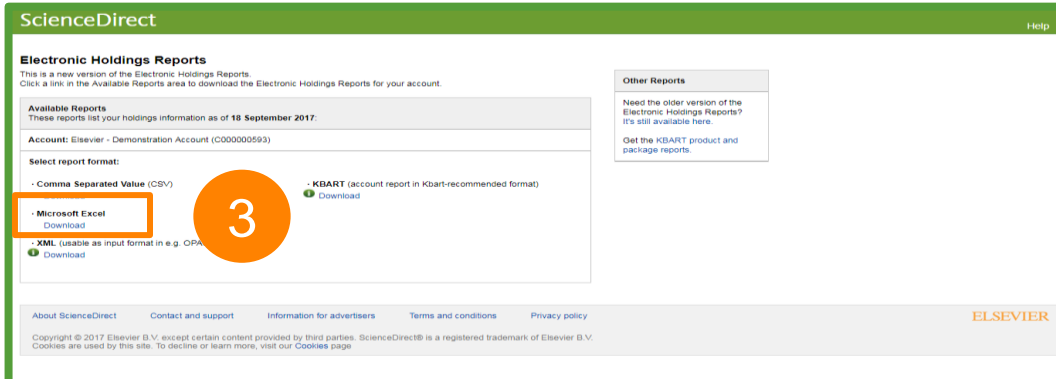 ScienceDirect
Help
Electronic Holdings Reports
This is a new version of the Electronic Holdings Reports.
Click a link in the Available Reports area to download the Electronic Holdings Reports for your account.
Available Reports
These reports list your holdings information as of 18 September 2017:
Account: Elsevier - Demonstration Account (C000000593)
Select report format:
· Comma Separated Value (CSV)
· Microsoft Excel
Download
· XML (usable as input format in e.g.
Download
3
· KBART (account report in Kbart-recommended format)
Download
Other Reports
Need the older version of the
Electronic Holdings Reports?
It's still available here.
Get the KBART product and
package reports.
About ScienceDirect Contact and support Information for advertisers Terms and conditions Privacy policy
ELSEVIER
Copyright © 2017 Elsevier B.V. except certain content provided by third parties. ScienceDirect® is a registered trademark of Elsevier B.V.
Cookies are used by this site. To decline or learn more, visit our Cookies page